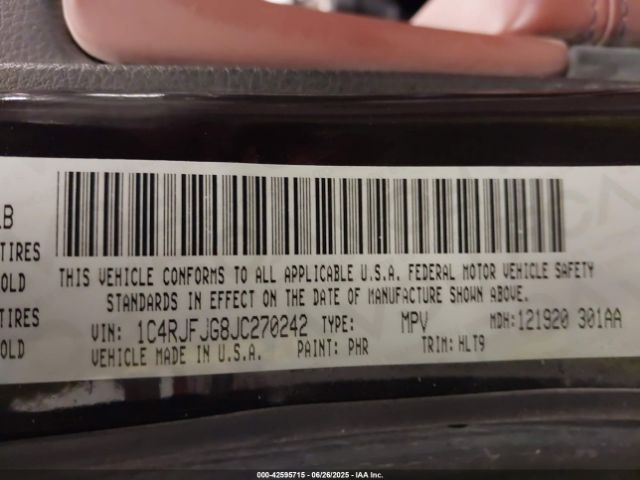 LB
TIRES
OLD
TIRES
OLD
THIS VEHICLE CONFORMS TO ALL APPLICABLE U.S.A. FEDERAL MOTOR VEHICLE SAFETY
STANDARDS IN EFFECT ON THE DATE OF MANUFACTURE SHOWN ABOVE.
VIN: 1C4RJFJG8JC270242 TYPE: MPV MDH:121920 301AA
VEHICLE MADE IN U.S.A. PAINT: PHR TRIM:HLT9
000-42595715 - 06/26/2025 - IAA Inc.